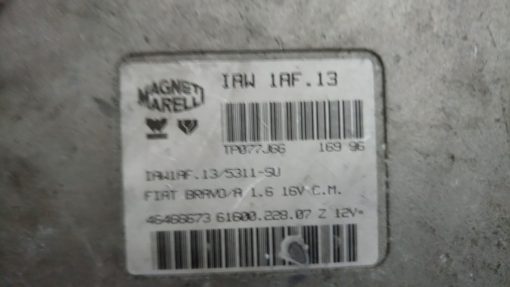 MAGNETI MARELLI
IAW 1AF.13
TP077J66 169 96
IAW1AF.13/5311-SU
FIAT BRAVO/A 1.6 16V C.M.
46466673 61600.228.07 Z 12V=